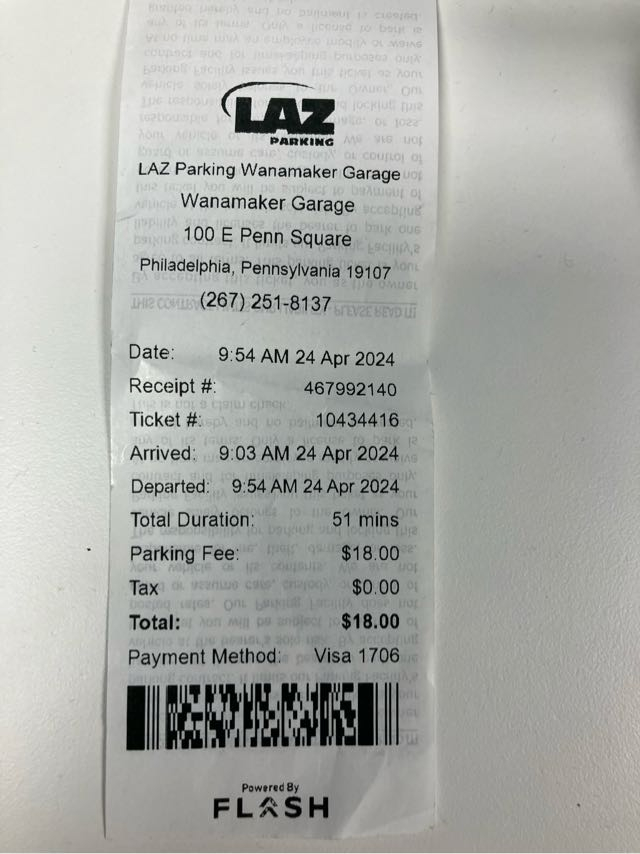 LAZ
PARKING
LAZ Parking Wanamaker Garage
Wanamaker Garage
100 E Penn Square
Philadelphia, Pennsylvania 19107
(267) 251-8137
Date: 9:54 AM 24 Apr 2024
Receipt #: 467992140
Ticket #: 10434416
Arrived: 9:03 AM 24 Apr 2024
Departed: 9:54 AM 24 Apr 2024
Total Duration: 51 mins
Parking Fee: $18.00
Tax $0.00
Total: $18.00
Payment Method: Visa 1706
Powered By
FLASH